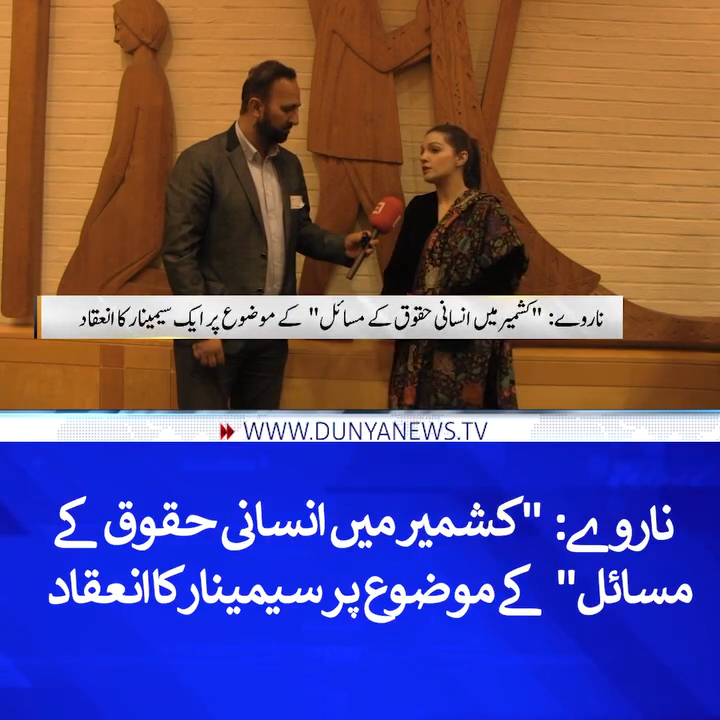 ناروے: "کشمیر میں انسانی حقوق کے مسائل" کے موضوع پر ایک سیمینار کا انعقاد
WWW.DUNYANEWS.TV
ناروے: "کشمیر میں انسانی حقوق کے
مسائل" کے موضوع پر سیمینار کا انعقاد